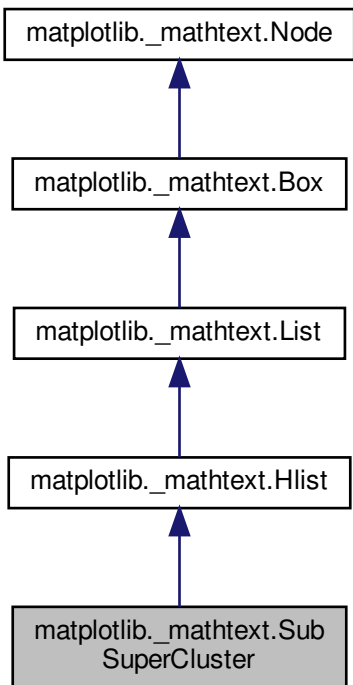 matplotlib._mathtext.Node
matplotlib._mathtext.Box
matplotlib._mathtext.List
matplotlib._mathtext.Hlist
matplotlib._mathtext.Sub
SuperCluster